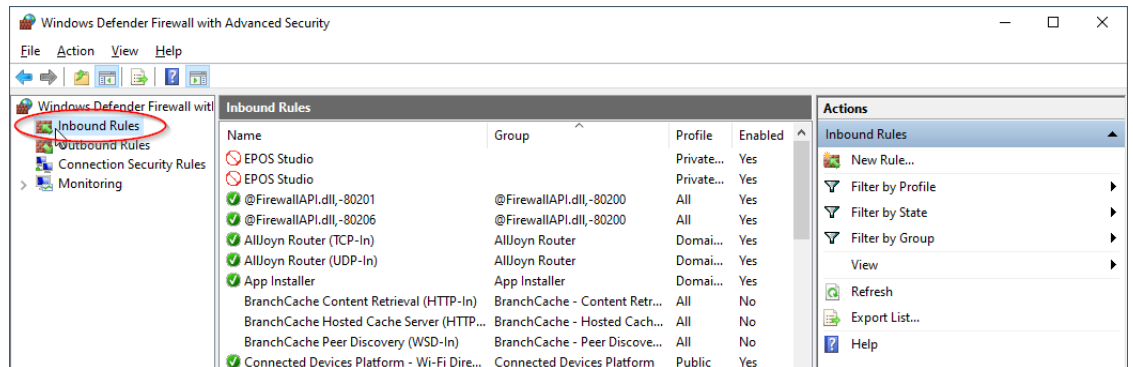 Windows Defender Firewall with Advanced Security
File Action View Help
Windows Defender Firewall witl
Inbound Rules
Outbound Rules
Connection Security Rules
Monitoring
Inbound Rules
Name Group Profile Enabled
EPOS Studio Private... Yes
EPOS Studio Private... Yes
@FirewallAPI.dll,-80201 @FirewallAPI.dll,-80200 All Yes
@FirewallAPI.dll,-80206 @FirewallAPI.dll,-80200 All Yes
AllJoyn Router (TCP-In) AllJoyn Router Domai... Yes
AllJoyn Router (UDP-In) AllJoyn Router Domai... Yes
App Installer App Installer Domai... Yes
BranchCache Content Retrieval (HTTP-In) BranchCache - Content Retr... All No
BranchCache Hosted Cache Server (HTTP... BranchCache - Hosted Cach... All No
BranchCache Peer Discovery (WSD-In) BranchCache - Peer Discove... All No
Connected Devices Platform - Wi-Fi Dire... Connected Devices Platform Public Yes
Actions
Inbound Rules
New Rule...
Filter by Profile
Filter by State
Filter by Group
View
Refresh
Export List...
Help